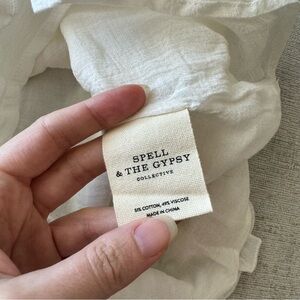 SPELL
& THE GYPSY
COLLECTIVE
51% COTTON, 49% VISCOSE
MADE IN CHINA